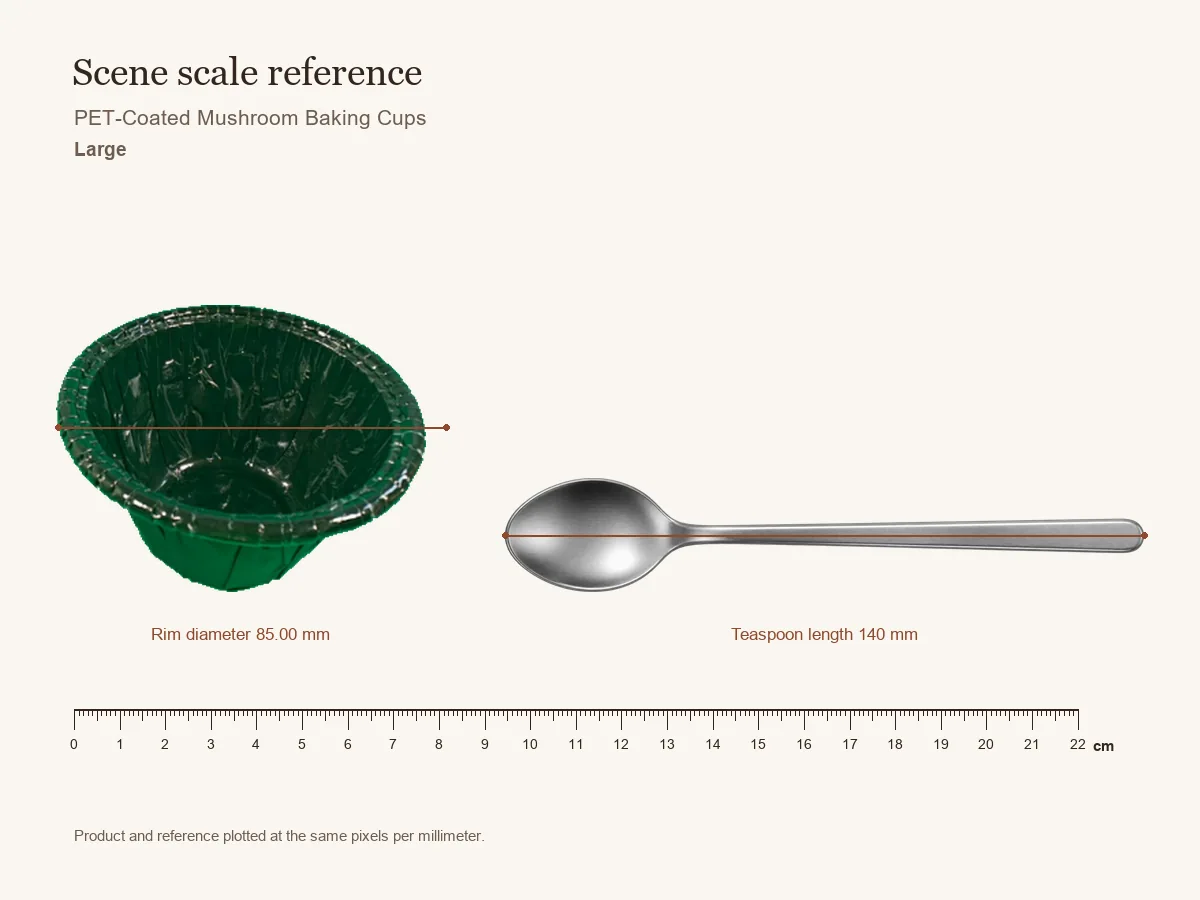 Scene scale reference
PET-Coated Mushroom Baking Cups
Large
Rim diameter 85.00 mm
Teaspoon length 140 mm
0 1 2 3 4 5 6 7 8 9 10 11 12 13 14 15 16 17 18 19 20 21 22 cm
Product and reference plotted at the same pixels per millimeter.